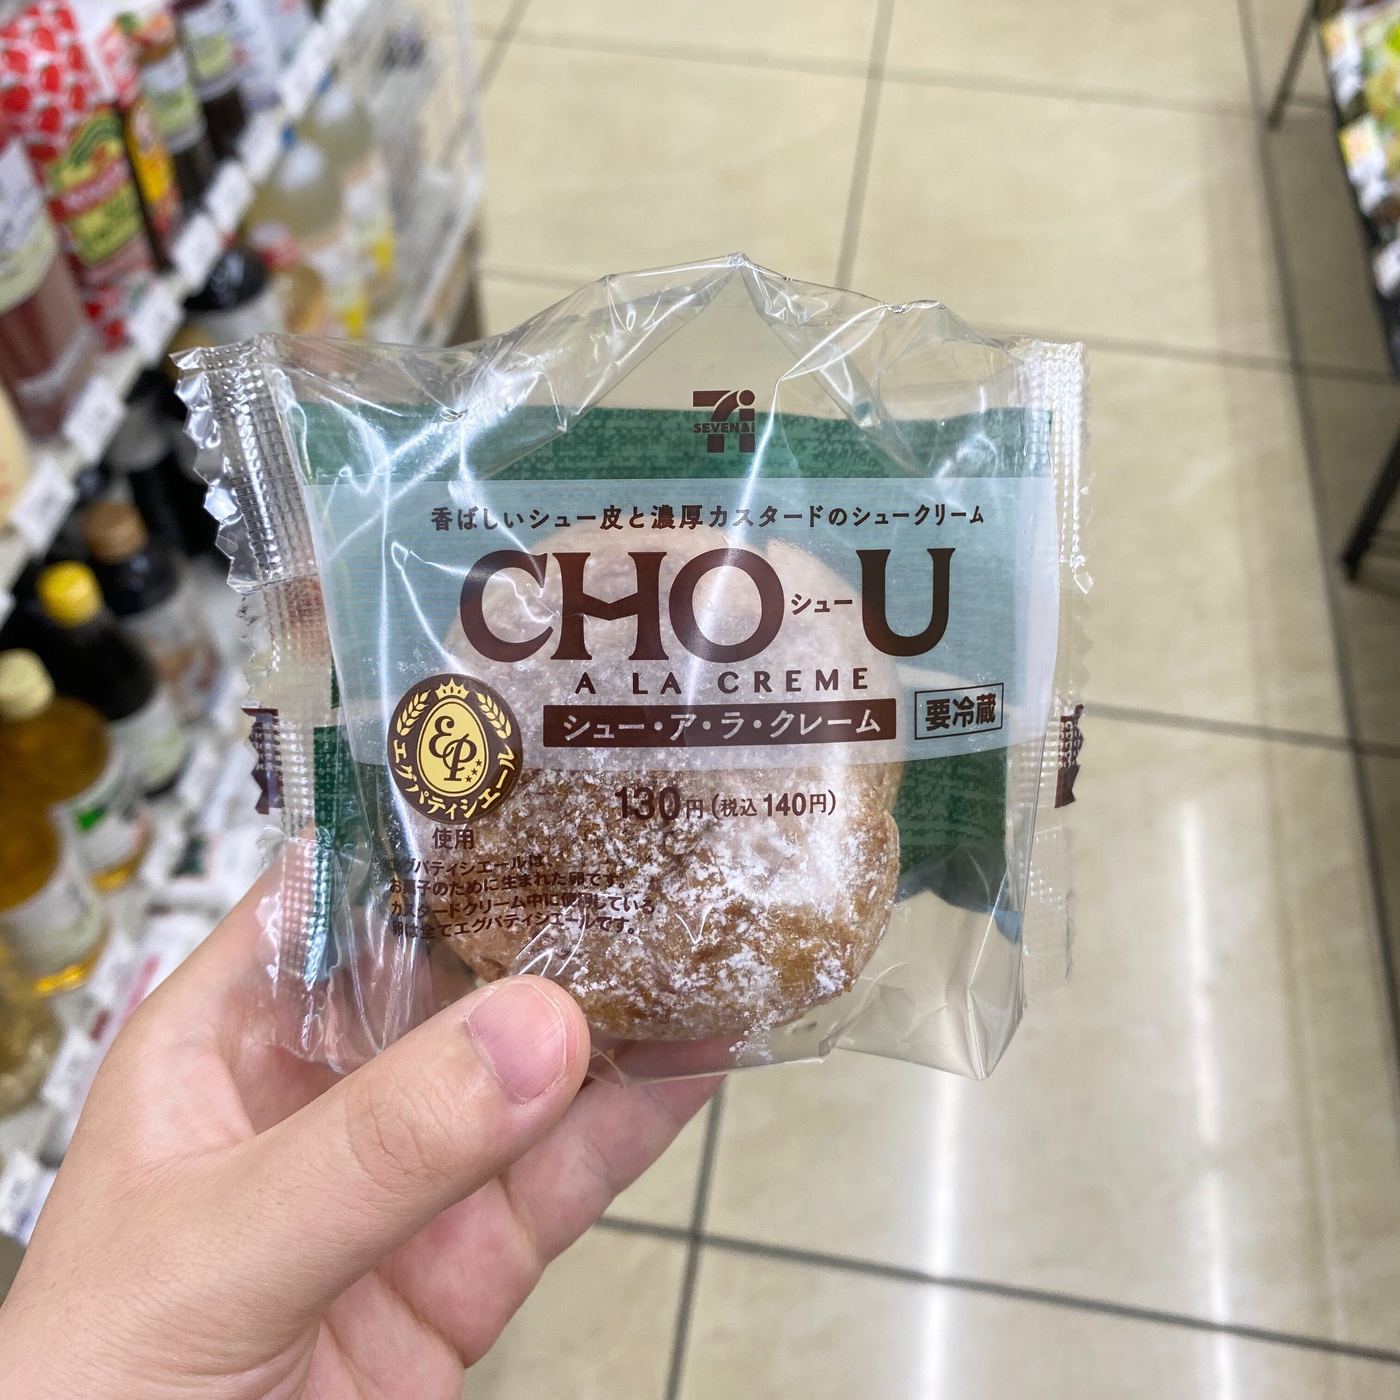 7i
SEVEN&i
香ばしいシュー皮と濃厚カスタードのシュークリーム
CHO-U
シュー
A LA CREME
シュー・ア・ラ・クレーム
要冷蔵
EP
エグパティシエール
使用
130円(税込140円)
エグパティシエールは、
お菓子のために生まれた卵です。
カスタードクリーム中に使用している
卵は全てエグパティシエールです。